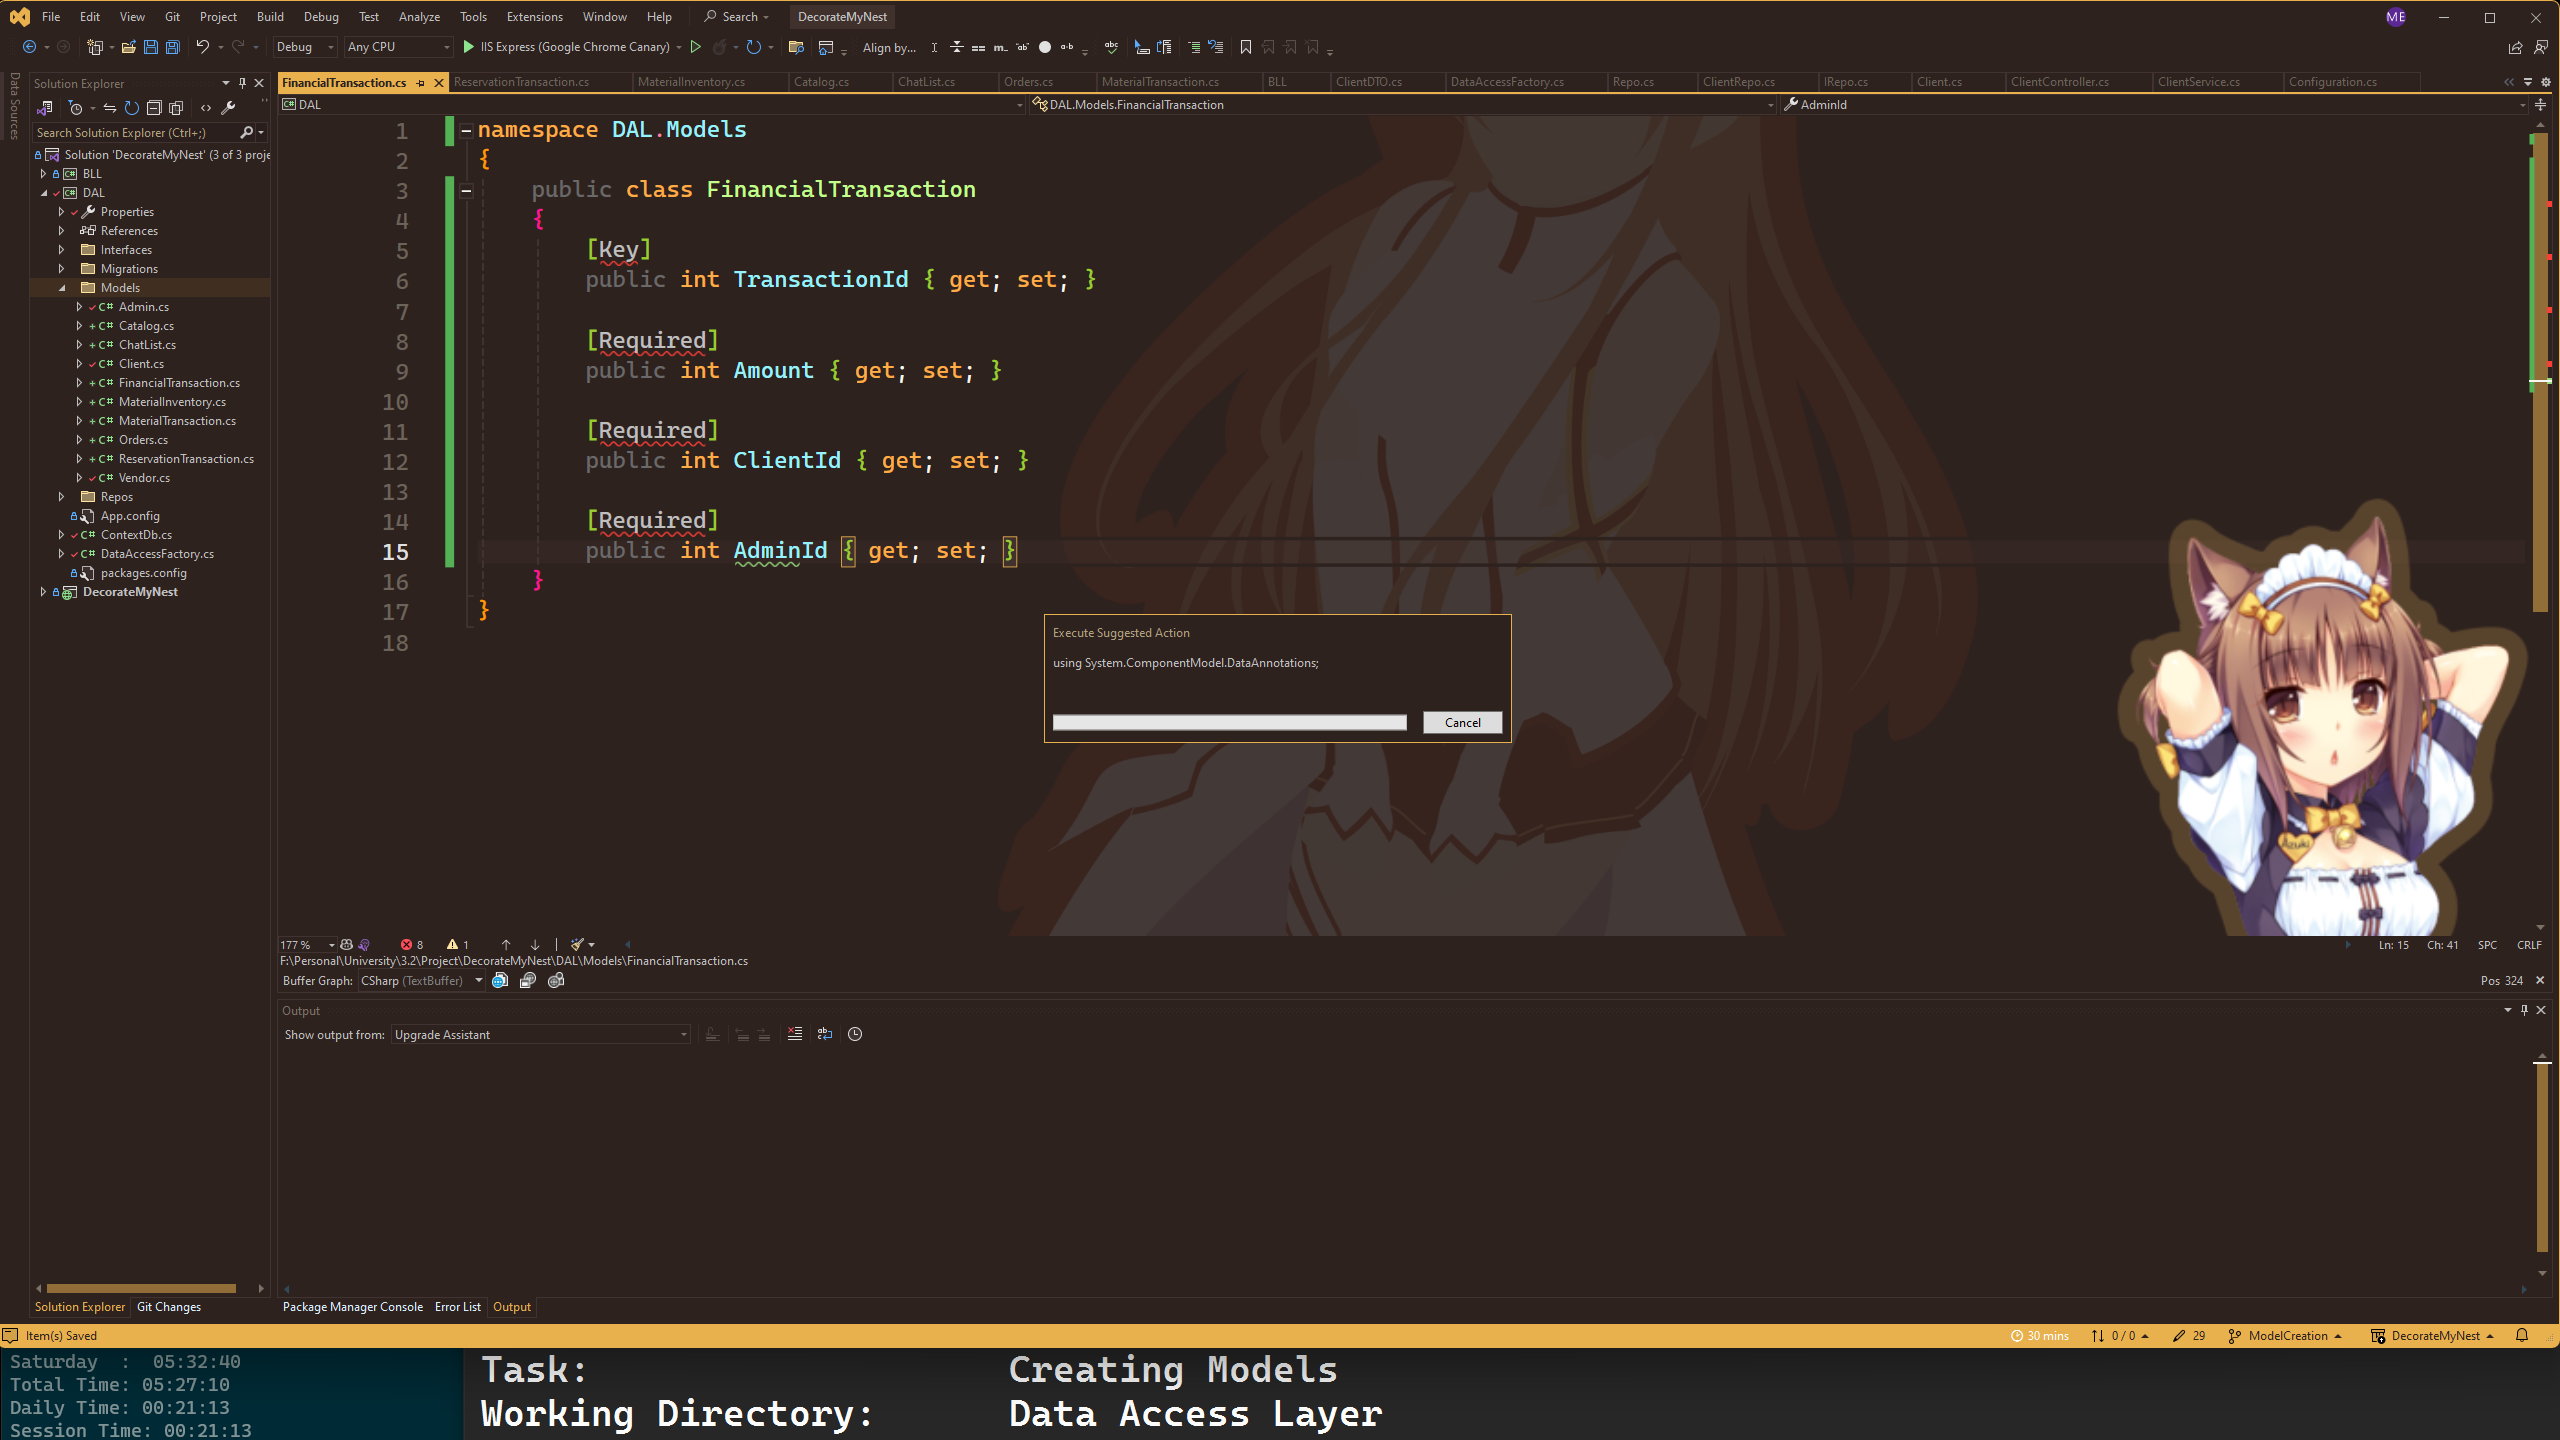 File Edit View Git Project Build Debug Test Analyze Tools Extensions Window Help Search DecorateMyNest ME
Debug Any CPU IIS Express (Google Chrome Canary) Align by...
Data Sources
Solution Explorer
Search Solution Explorer (Ctrl+;)
Solution 'DecorateMyNest' (3 of 3 proje
BLL
DAL
Properties
References
Interfaces
Migrations
Models
Admin.cs
Catalog.cs
ChatList.cs
Client.cs
FinancialTransaction.cs
MaterialInventory.cs
MaterialTransaction.cs
Orders.cs
ReservationTransaction.cs
Vendor.cs
Repos
App.config
ContextDb.cs
DataAccessFactory.cs
packages.config
DecorateMyNest
Solution Explorer Git Changes
FinancialTransaction.cs ReservationTransaction.cs MaterialInventory.cs Catalog.cs ChatList.cs Orders.cs MaterialTransaction.cs BLL ClientDTO.cs DataAccessFactory.cs Repo.cs ClientRepo.cs IRepo.cs Client.cs ClientController.cs ClientService.cs Configuration.cs
DAL DAL.Models.FinancialTransaction AdminId
1 namespace DAL.Models
2 {
3 public class FinancialTransaction
4 {
5 [Key]
6 public int TransactionId { get; set; }
7
8 [Required]
9 public int Amount { get; set; }
10
11 [Required]
12 public int ClientId { get; set; }
13
14 [Required]
15 public int AdminId { get; set; }
16 }
17 }
18
Execute Suggested Action
using System.ComponentModel.DataAnnotations;
Cancel
Azuki
177 % 8 1 Ln: 15 Ch: 41 SPC CRLF
F:\Personal\University\3.2\Project\DecorateMyNest\DAL\Models\FinancialTransaction.cs
Buffer Graph: CSharp (TextBuffer) Pos 324
Output
Show output from: Upgrade Assistant
Package Manager Console Error List Output
Item(s) Saved 30 mins 0 / 0 29 ModelCreation DecorateMyNest
Saturday : 05:32:40
Total Time: 05:27:10
Daily Time: 00:21:13
Session Time: 00:21:13
Task: Creating Models
Working Directory: Data Access Layer